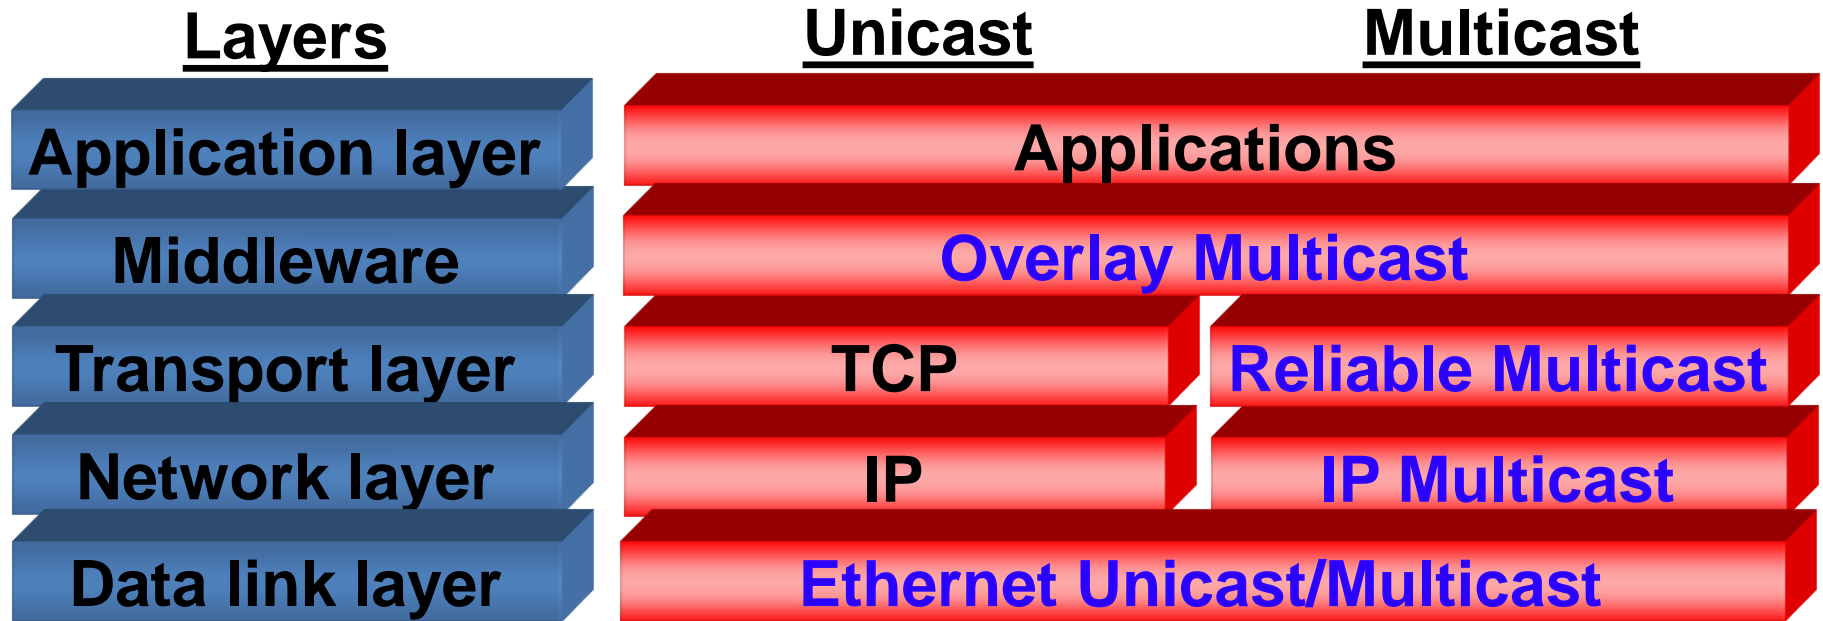 Layers Unicast Multicast
Application layer Applications
Middleware Overlay Multicast
Transport layer TCP Reliable Multicast
Network layer IP IP Multicast
Data link layer Ethernet Unicast/Multicast